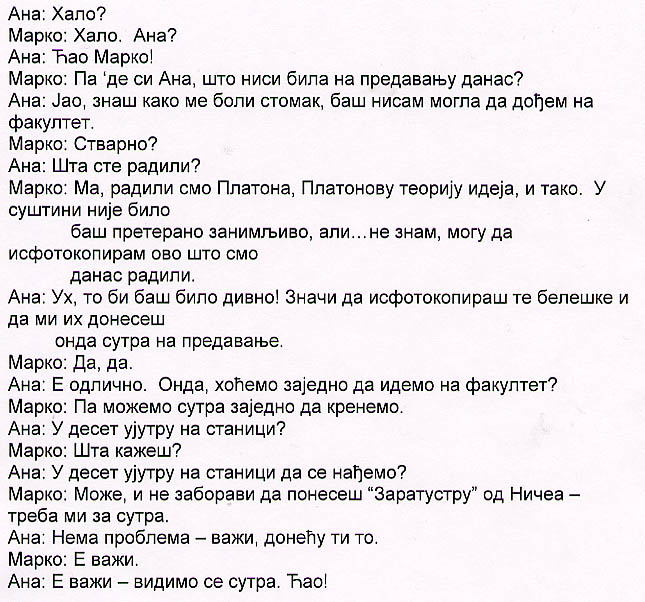 Ана: Хало?
Марко: Хало.  Ана?
Ана: Ћао Марко!
Марко: Па ‘де си Ана, што ниси била на предавању данас?
Ана: Јао, знаш како ме боли стомак, баш нисам могла да дођем на
факултет.
Марко: Стварно?
Ана: Шта сте радили?
Марко: Ма, радили смо Платона, Платонову теорију идеја, и тако.  У
суштини није било
баш претерано занимљиво, али…не знам, могу да
исфотокопирам ово што смо
данас радили.
Ана: Ух, то би баш било дивно! Значи да исфотокопираш те белешке и
да ми их донесеш
онда сутра на предавање.
Марко: Да, да.
Ана: Е одлично.  Онда, хоћемо заједно да идемо на факултет?
Марко: Па можемо сутра заједно да кренемо.
Ана: У десет ујутру на станици?
Марко: Шта кажеш?
Ана: У десет ујутру на станици да се нађемо?
Марко: Може, и не заборави да понесеш “Заратустру” од Ничеа –
треба ми за сутра.
Ана: Нема проблема – важи, донећу ти то.
Марко: Е важи.
Ана: Е важи – видимо се сутра. Ћао!